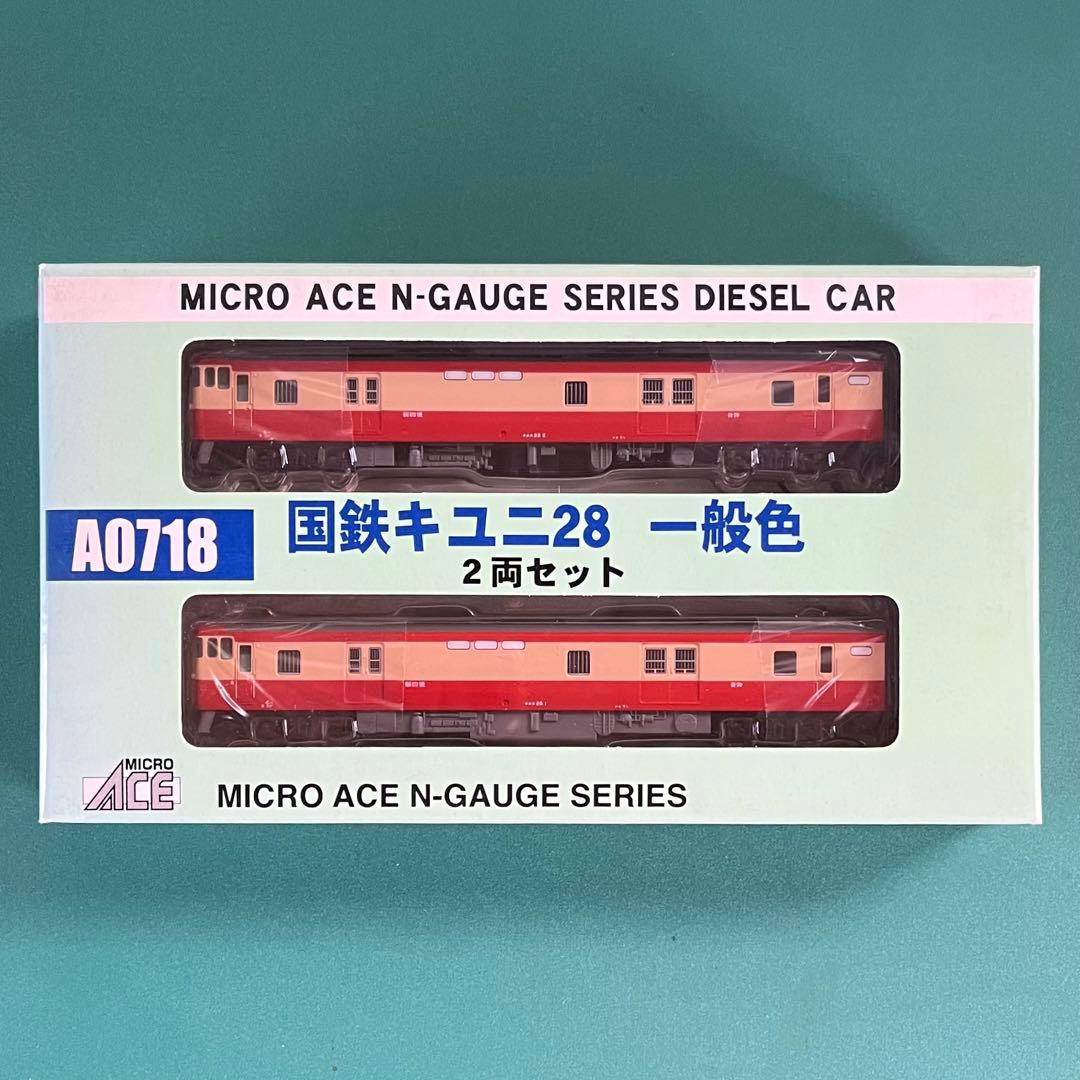 MICRO ACE N-GAUGE SERIES DIESEL CAR
A0718
国鉄キユニ28 一般色
2両セット
MICRO
ACE
MICRO ACE N-GAUGE SERIES